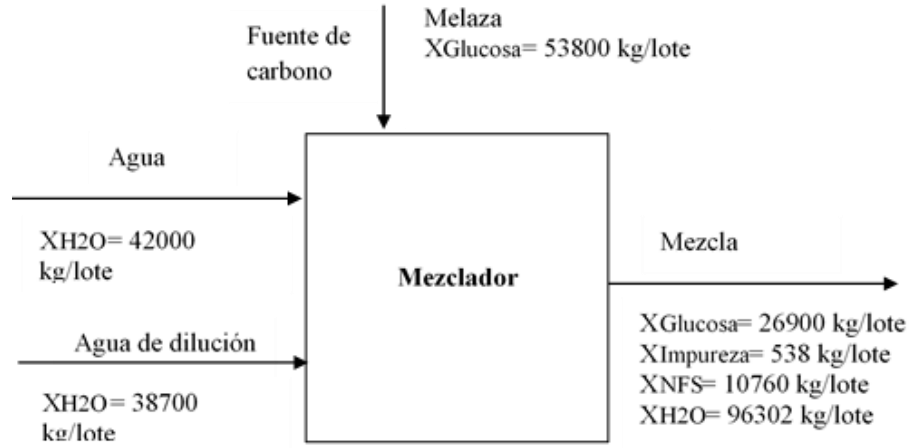 Fuente de
carbono
Melaza
XGlucosa= 53800 kg/lote
Agua
XH2O= 42000
kg/lote
Agua de dilución
XH2O= 38700
kg/lote
Mezclador
Mezcla
XGlucosa= 26900 kg/lote
XImpureza= 538 kg/lote
XNFS= 10760 kg/lote
XH2O= 96302 kg/lote